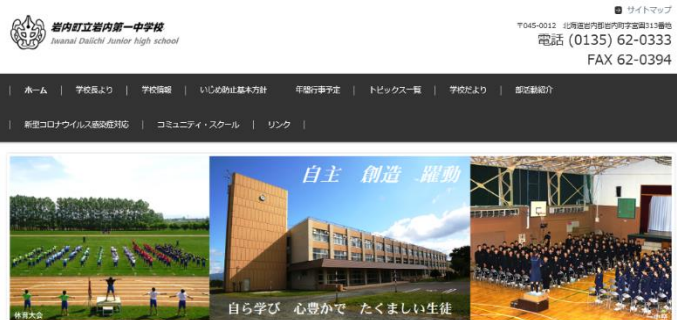 サイトマップ
岩内町立岩内第一中学校
Iwanai Daiichi Junior high school
〒045-0012 北海道岩内郡岩内町字宮園313番地
電話 (0135) 62-0333
FAX 62-0394
| ホーム | 学校長より | 学校情報 | いじめ防止基本方針 年間行事予定 | トピックス一覧 | 学校だより | 部活動紹介
| 新型コロナウイルス感染症対応 | コミュニティ・スクール | リンク |
自主 創造 躍動
自ら学び 心豊かで たくましい生徒
体育大会